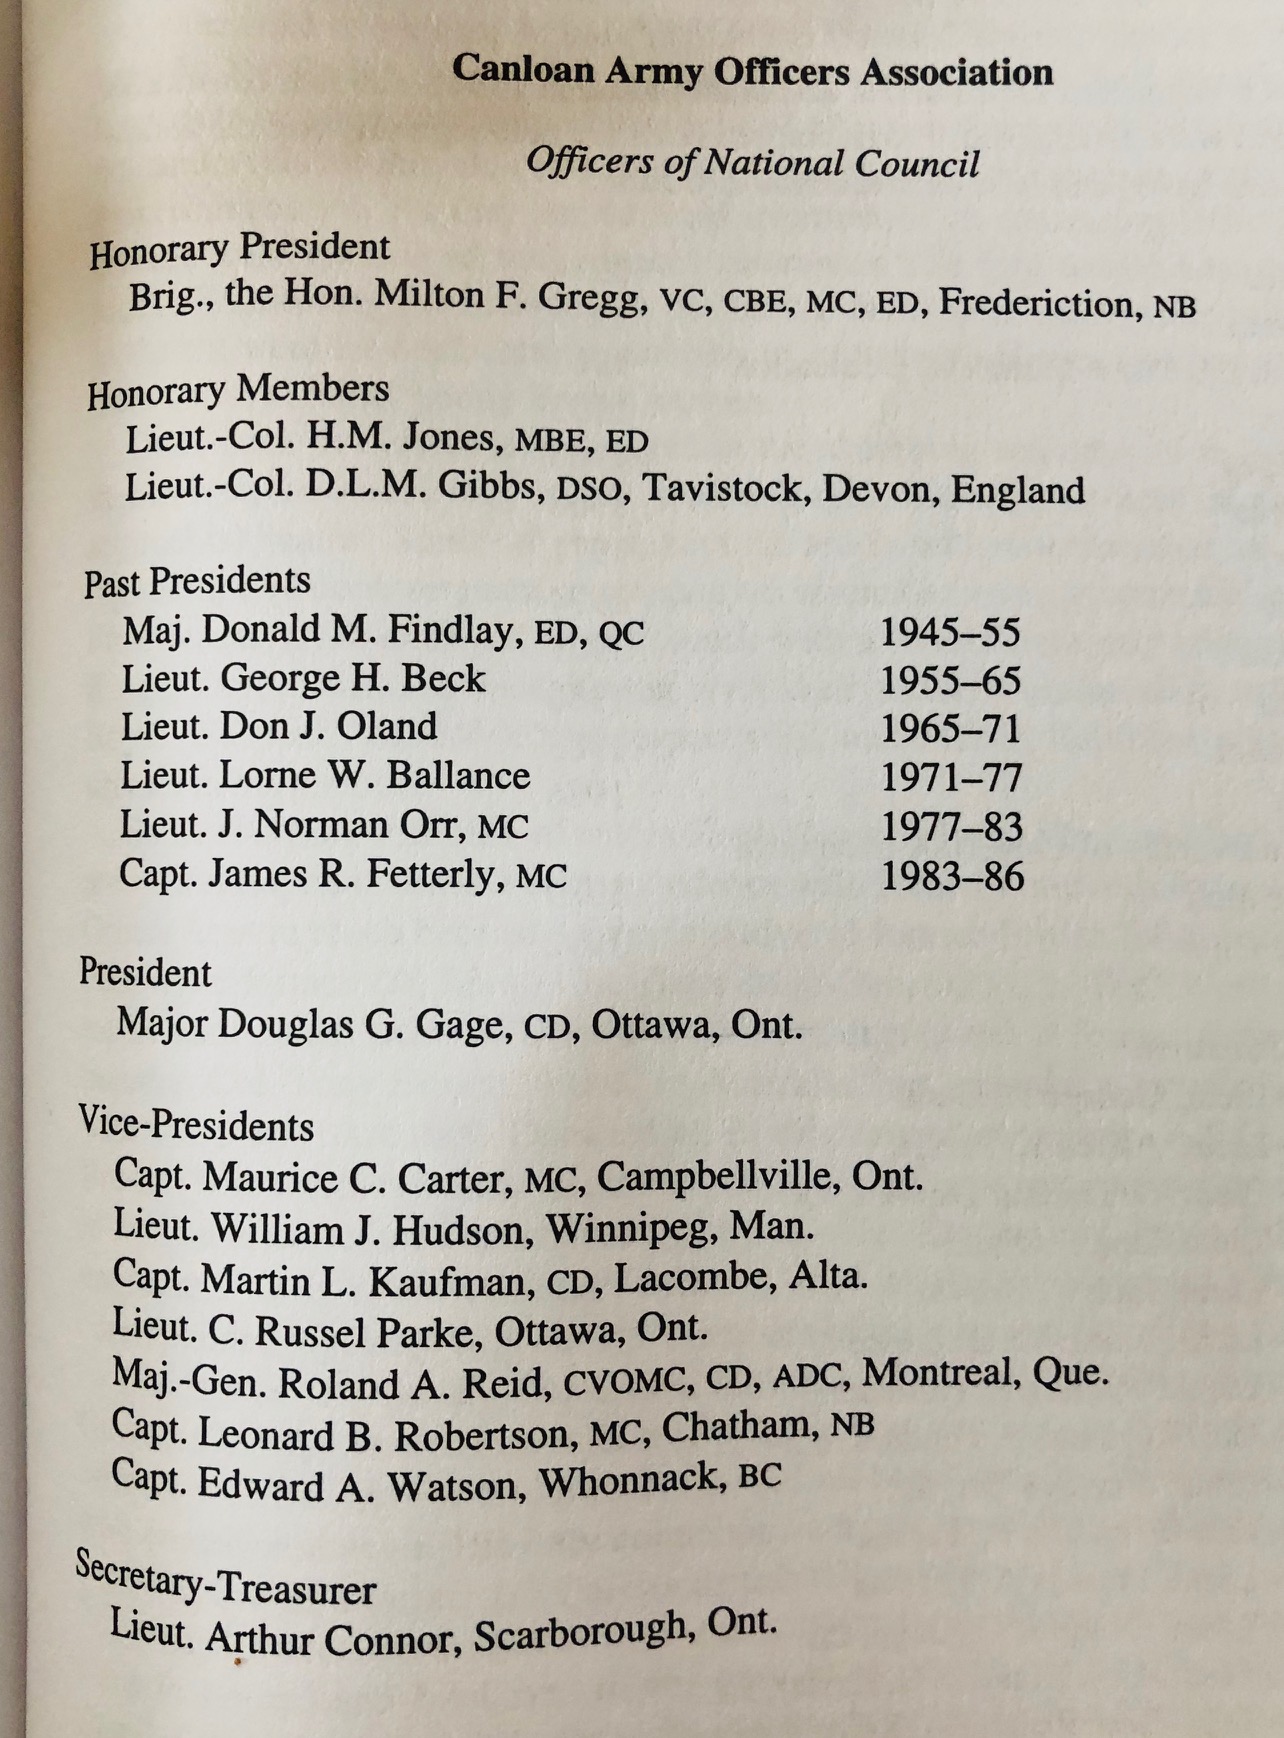 Canloan Army Officers Association
Officers of National Council
Honorary President
Brig., the Hon. Milton F. Gregg, VC, CBE, MC, ED, Frederiction, NB
Honorary Members
Lieut.-Col. H.M. Jones, MBE, ED
Lieut.-Col. D.L.M. Gibbs, DSO, Tavistock, Devon, England
Past Presidents
Maj. Donald M. Findlay, ED, QC 1945–55
Lieut. George H. Beck 1955–65
Lieut. Don J. Oland 1965–71
Lieut. Lorne W. Ballance 1971–77
Lieut. J. Norman Orr, MC 1977–83
Capt. James R. Fetterly, MC 1983–86
President
Major Douglas G. Gage, CD, Ottawa, Ont.
Vice-Presidents
Capt. Maurice C. Carter, MC, Campbellville, Ont.
Lieut. William J. Hudson, Winnipeg, Man.
Capt. Martin L. Kaufman, CD, Lacombe, Alta.
Lieut. C. Russel Parke, Ottawa, Ont.
Maj.-Gen. Roland A. Reid, CVOMC, CD, ADC, Montreal, Que.
Capt. Leonard B. Robertson, MC, Chatham, NB
Capt. Edward A. Watson, Whonnack, BC
Secretary-Treasurer
Lieut. Arthur Connor, Scarborough, Ont.